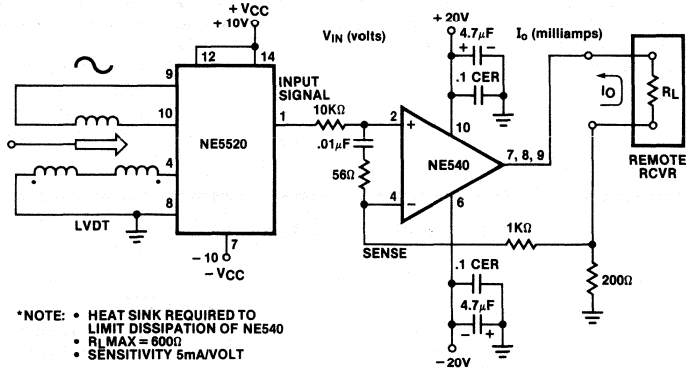 + VCC
+ 10V
VIN (volts)
+ 20V
IO (milliamps)
4.7µF
+ −
.1 CER
12
14
9
INPUT
SIGNAL
10KΩ
10
1
2
+
10
IO
RL
NE5520
.01µF
NE540
7, 8, 9
REMOTE
RCVR
4
56Ω
4
−
6
8
LVDT
7
− 10
− VCC
SENSE
1KΩ
.1 CER
200Ω
4.7µF
− +
− 20V
*NOTE: • HEAT SINK REQUIRED TO
LIMIT DISSIPATION OF NE540
• RLMAX = 600Ω
• SENSITIVITY 5mA/VOLT